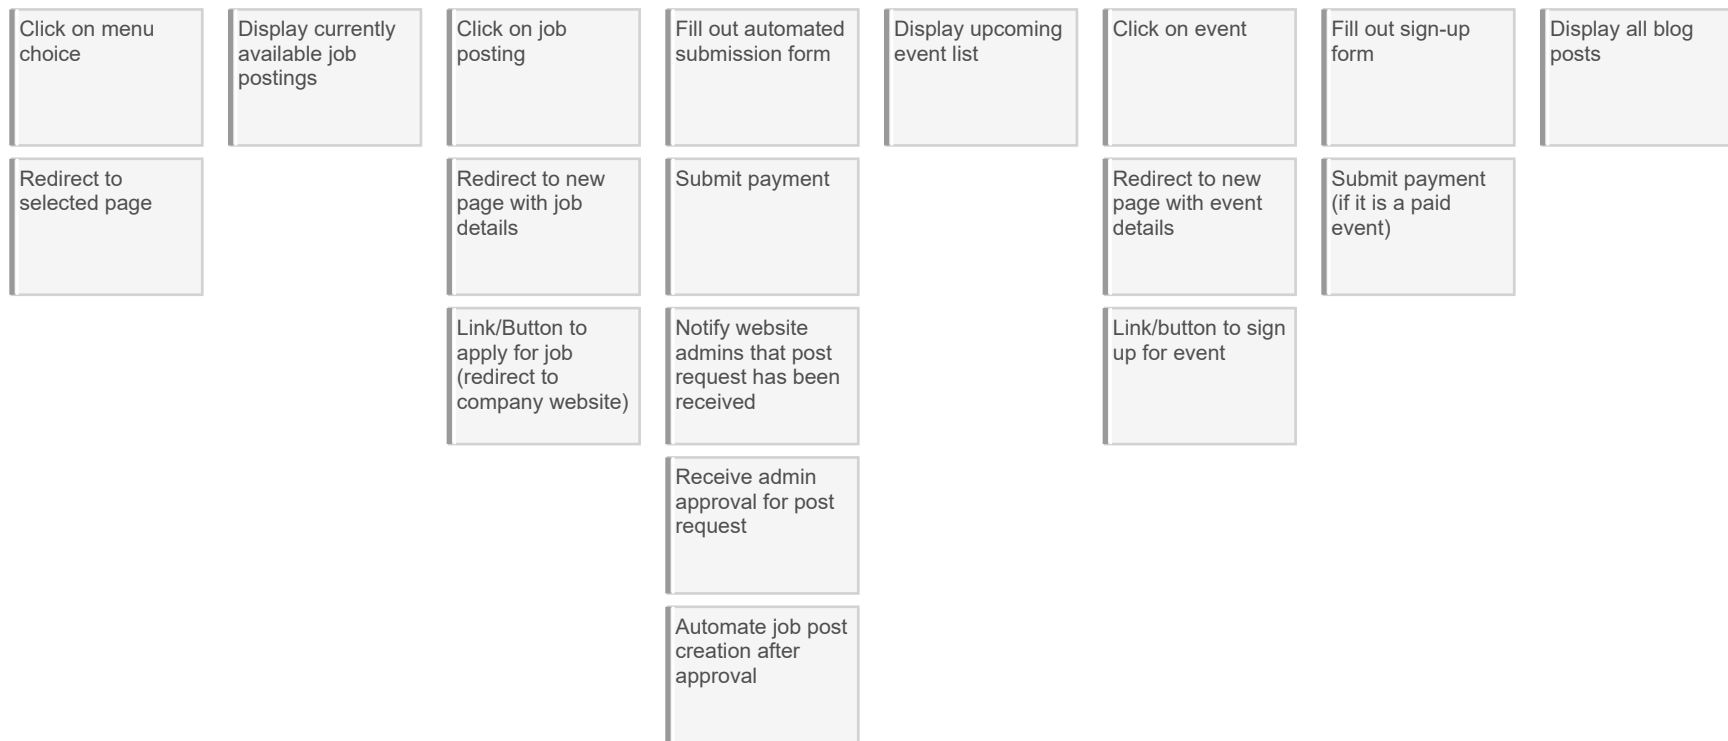 Click on menu
choice
Display currently
available job
postings
Click on job
posting
Fill out automated
submission form
Display upcoming
event list
Click on event
Fill out sign-up
form
Display all blog
posts
Redirect to
selected page
Redirect to new
page with job
details
Submit payment
Redirect to new
page with event
details
Submit payment
(if it is a paid
event)
Link/Button to
apply for job
(redirect to
company website)
Notify website
admins that post
request has been
received
Link/button to sign
up for event
Receive admin
approval for post
request
Automate job post
creation after
approval